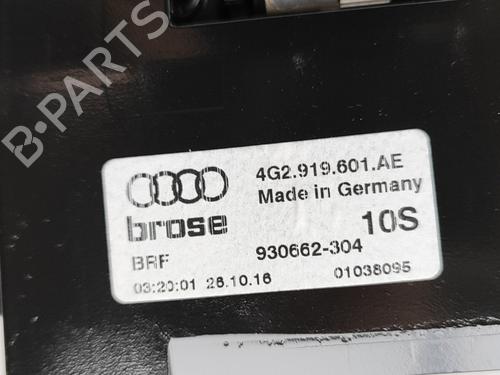 B-PARTS
4G2.919.601.AE
Made in Germany
brose
10S
BRF
930662-304
03:20:01 26.10.16
01038095